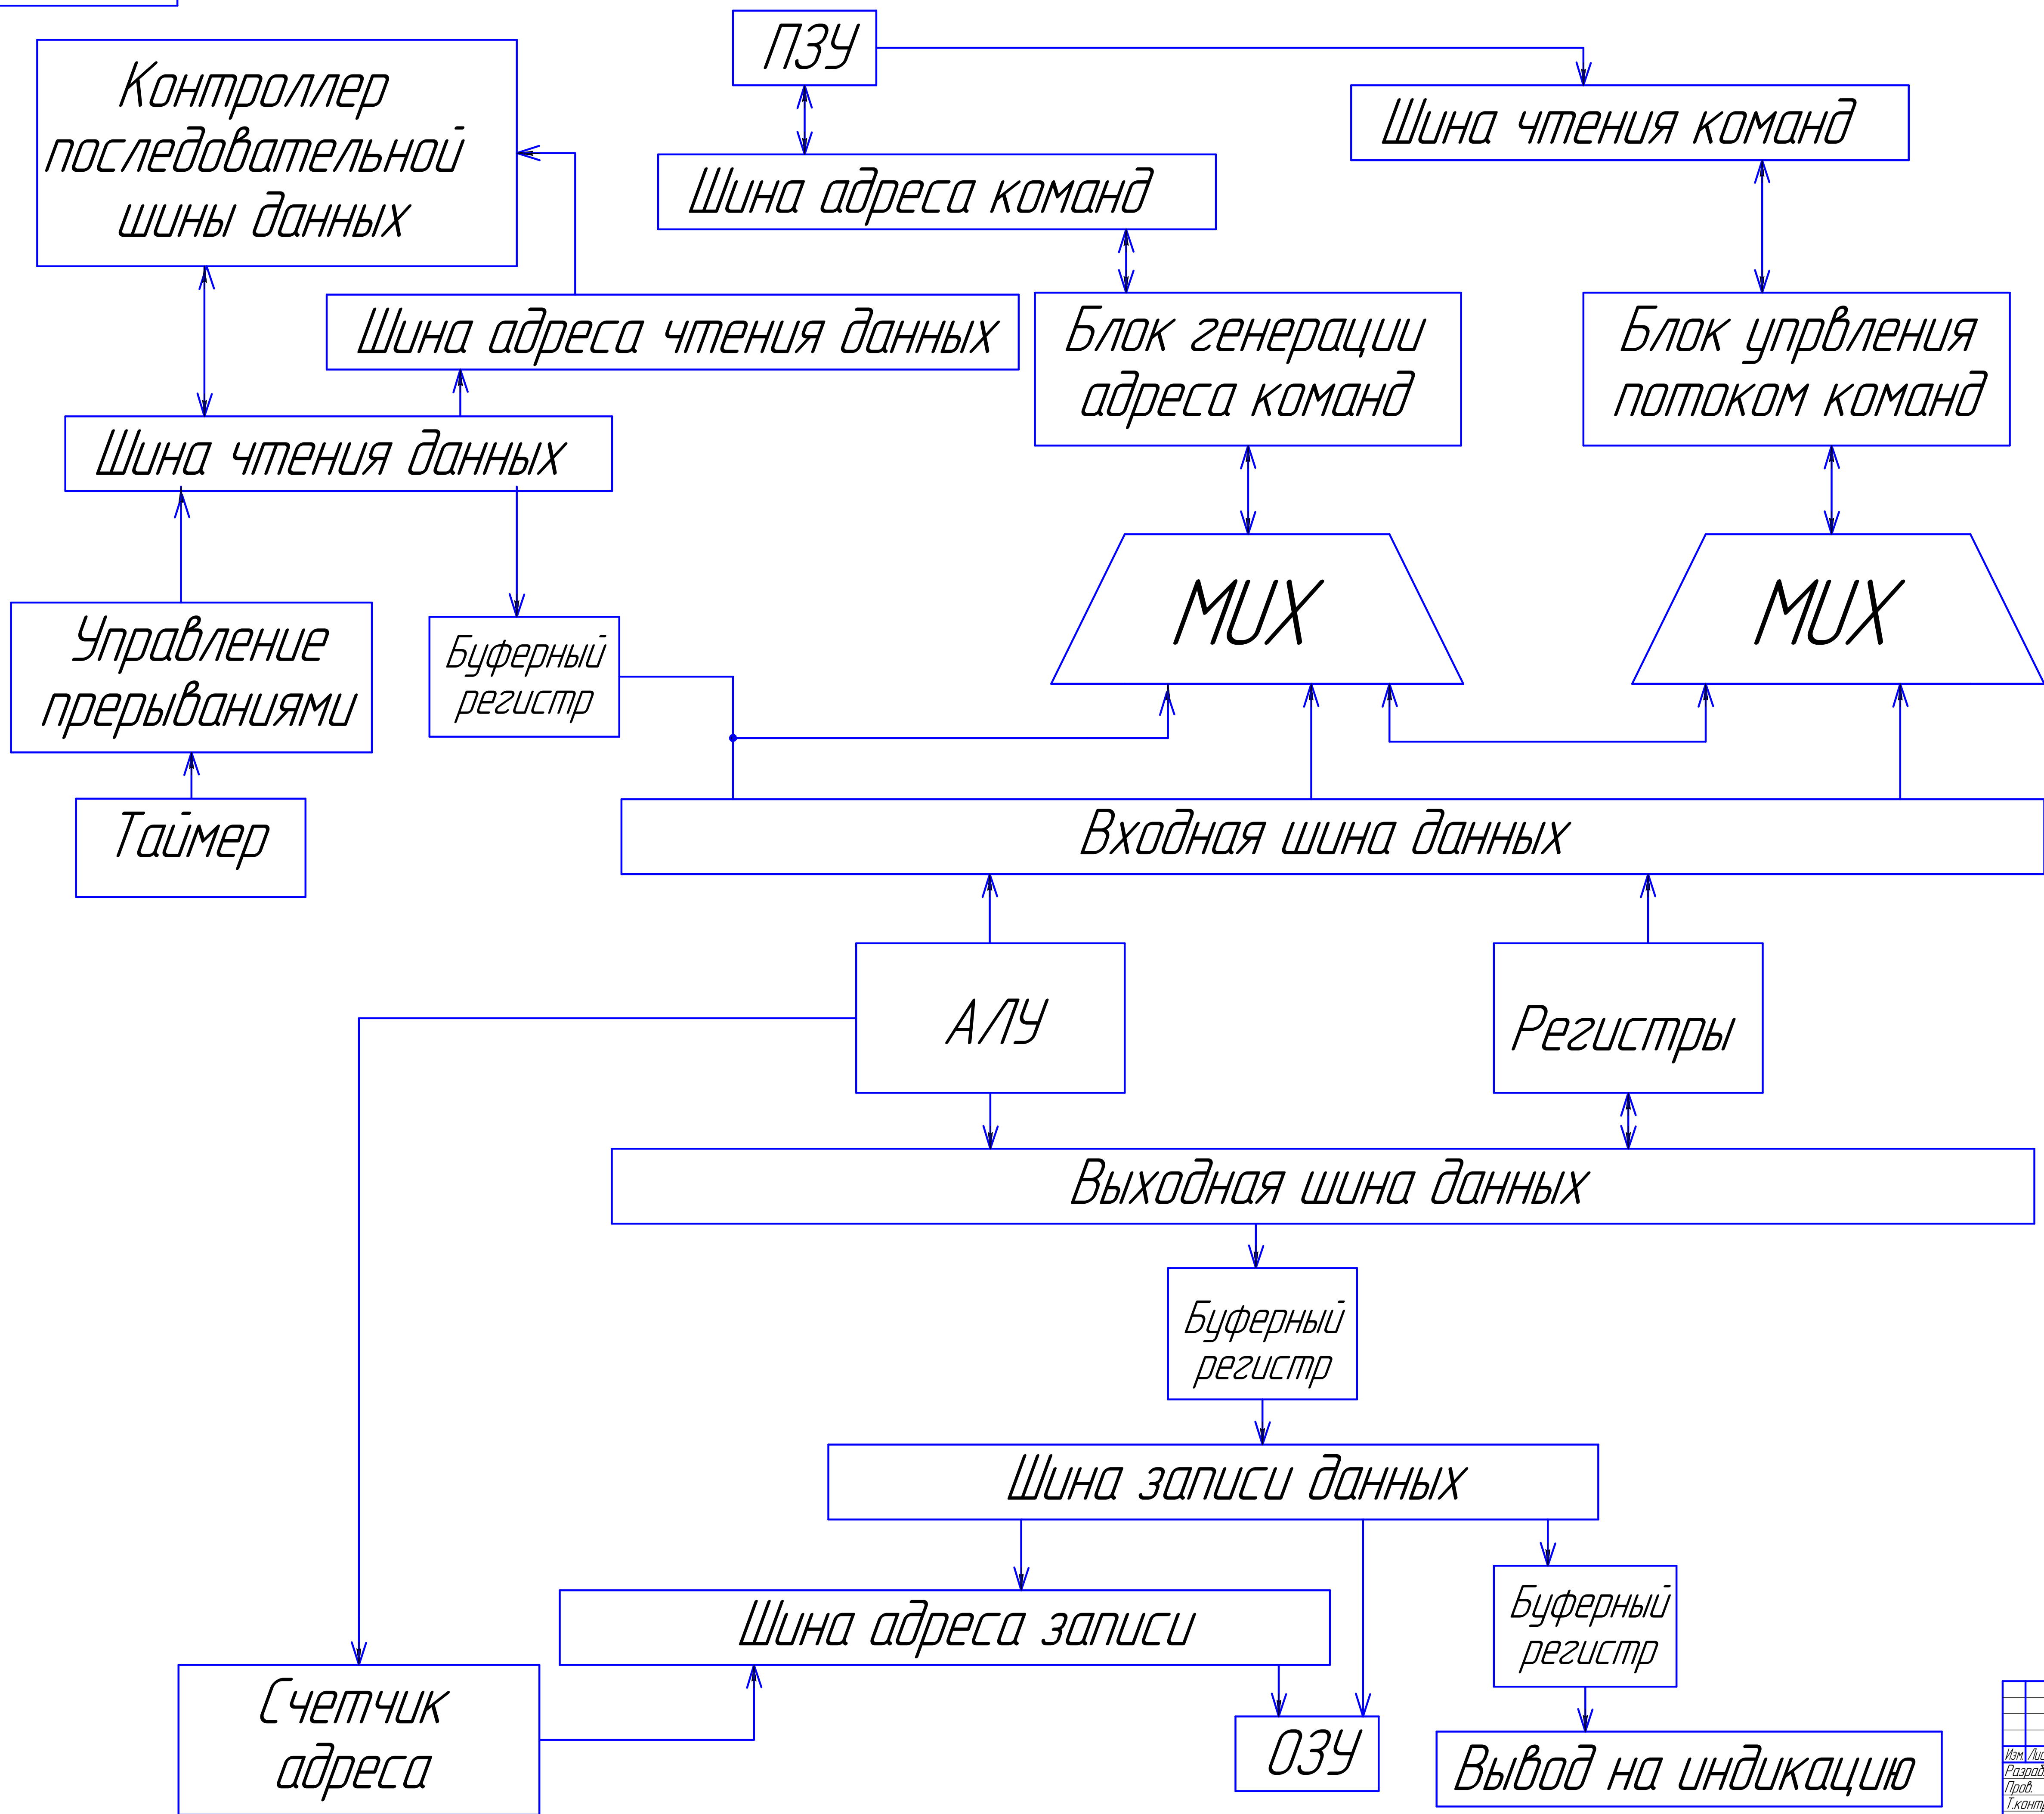 ПЗУ
Контроллер
последовательной
шины данных
Шина чтения команд
Шина адреса команд
Шина адреса чтения данных
Блок генерации
адреса команд
Блок упрвления
потоком команд
Шина чтения данных
MUX
MUX
Управление
прерываниями
Буферный
регистр
Таймер
Входная шина данных
АЛУ
Регистры
Выходная шина данных
Буферный
регистр
Шина записи данных
Шина адреса записи
Буферный
регистр
Счетчик
адреса
ОЗУ
Вывод на индикацию
Изм.
Пров.